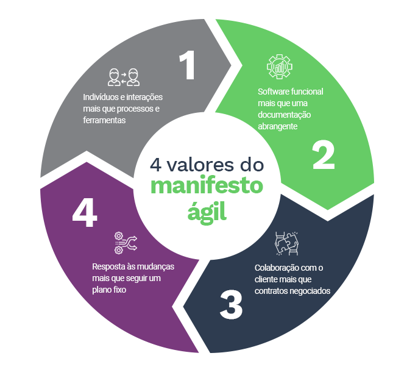 4 valores do
manifesto
ágil
1
Indivíduos e interações
mais que processos e
ferramentas
Software funcional
mais que uma
documentação
abrangente
2
Colaboração com o
cliente mais que
contratos negociados
3
4
Resposta às mudanças
mais que seguir um
plano fixo